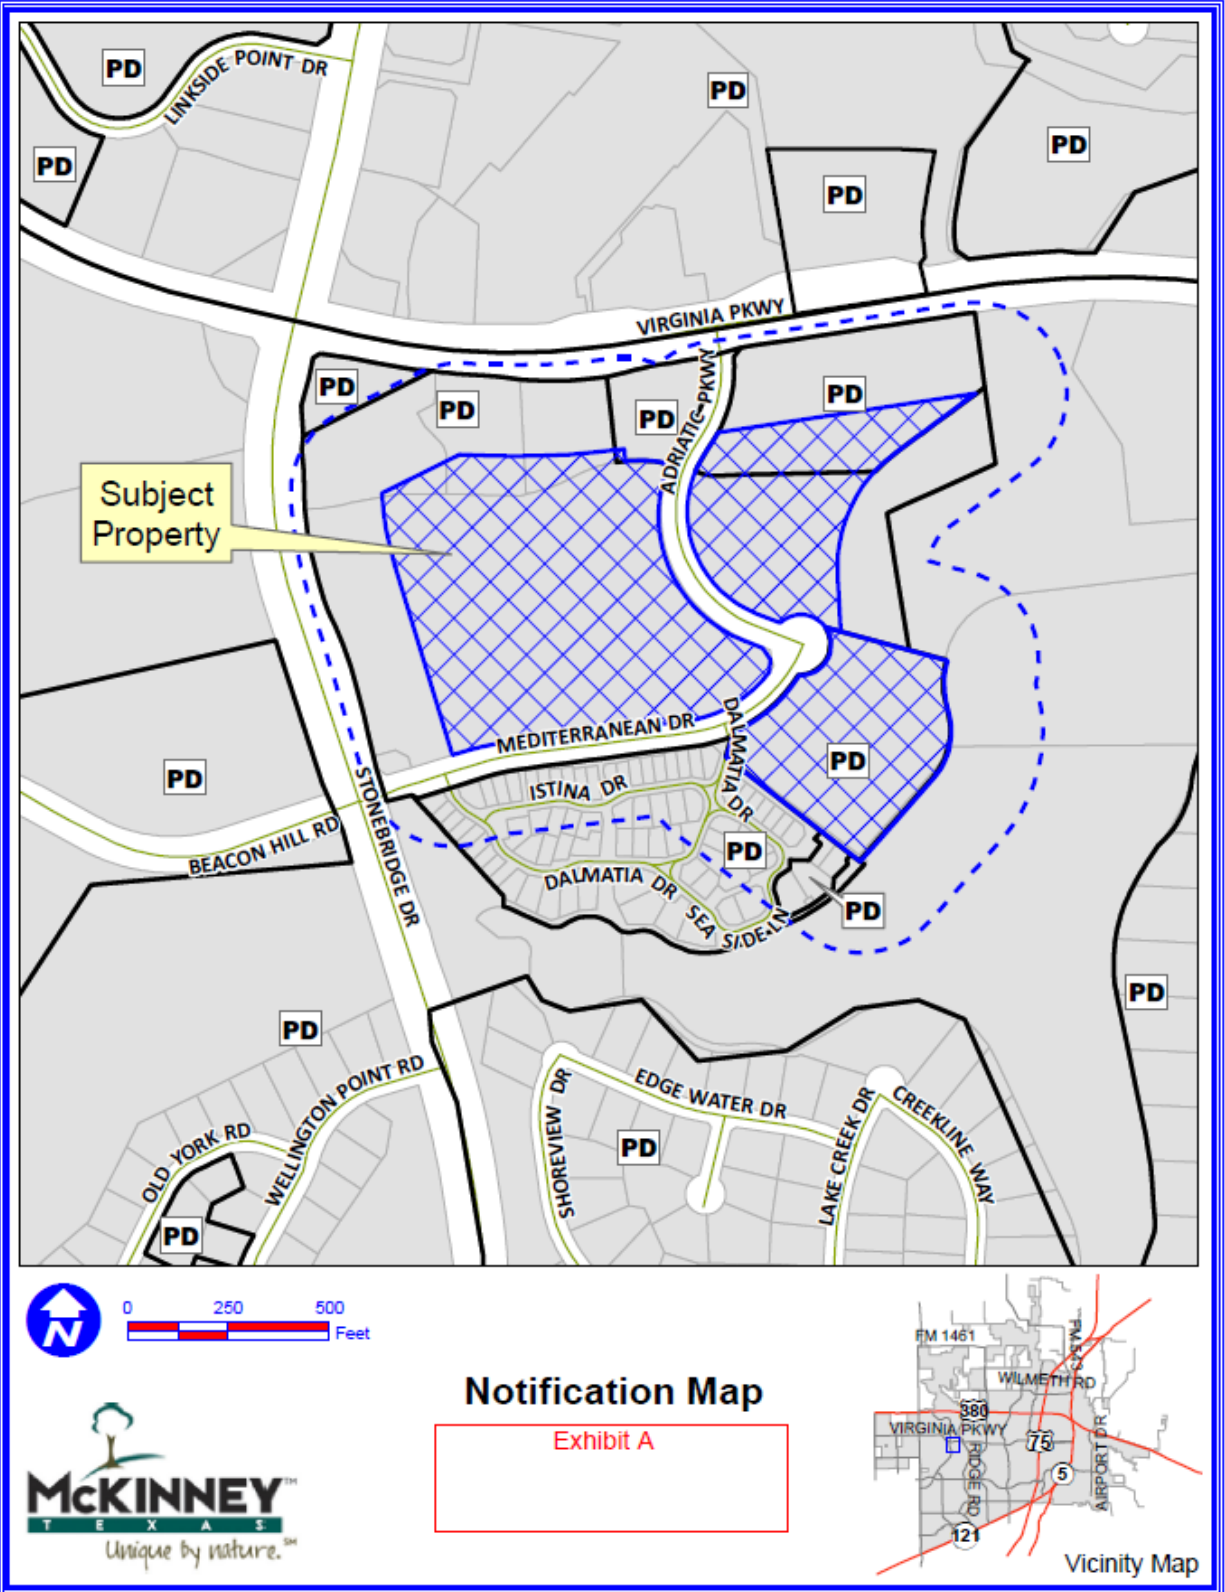 PD
LINKSIDE POINT DR
PD
PD
PD
PD
VIRGINIA PKWY
PD
PD
PD
PD
ADRIATIC PKWY
Subject
Property
MEDITERRANEAN DR
DALMATIA DR
PD
PD
ISTINA DR
STONEBRIDGE DR
BEACON HILL RD
PD
DALMATIA DR
SEA SIDE LN
PD
PD
PD
WELLINGTON POINT RD
OLD YORK RD
PD
SHOREVIEW DR
EDGE WATER DR
LAKE CREEK DR
CREEKLINE WAY
PD
N
0 250 500
Feet
Notification Map
Exhibit A
McKINNEY™
TEXAS
Unique by nature.℠
FM 1461
FM 543
WILMETH RD
380
VIRGINIA PKWY
75
RIDGE RD
5
AIRPORT DR
121
Vicinity Map